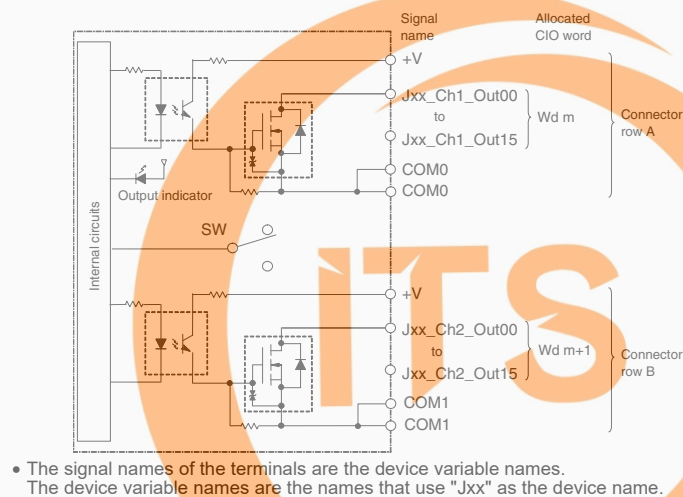 Signal
name
Allocated
CIO word
+V
Jxx_Ch1_Out00
to
Jxx_Ch1_Out15
Wd m
Connector
row A
COM0
COM0
Output indicator
SW
Internal circuits
+V
Jxx_Ch2_Out00
to
Jxx_Ch2_Out15
Wd m+1
Connector
row B
COM1
COM1
iTS
• The signal names of the terminals are the device variable names.
The device variable names are the names that use "Jxx" as the device name.